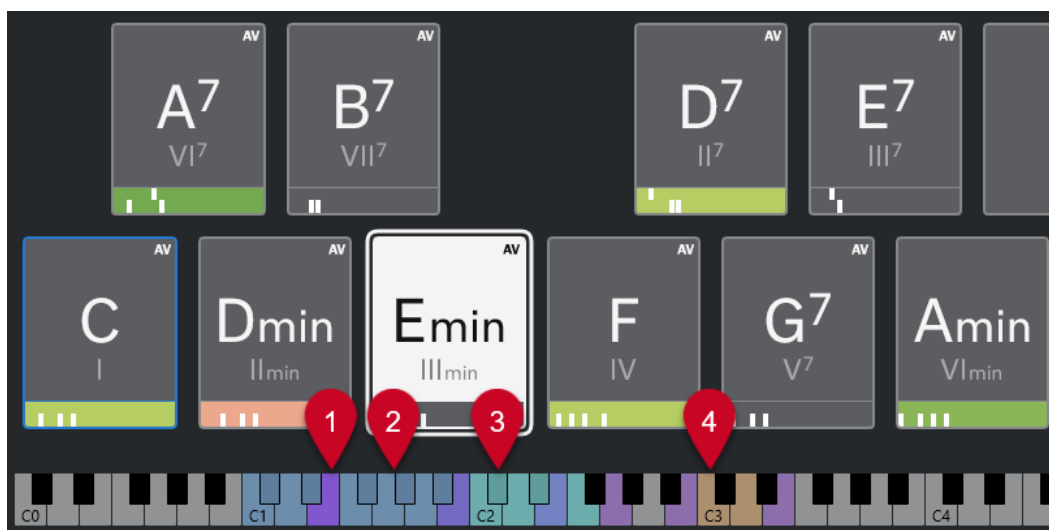 AV AV AV AV
A7 B7 D7 E7
VI7 VII7 II7 III7
AV AV AV AV AV AV
C Dmin Emin F G7 Amin
I IImin IIImin IV V7 VImin
1 2 3 4
C0 C1 C2 C3 C4